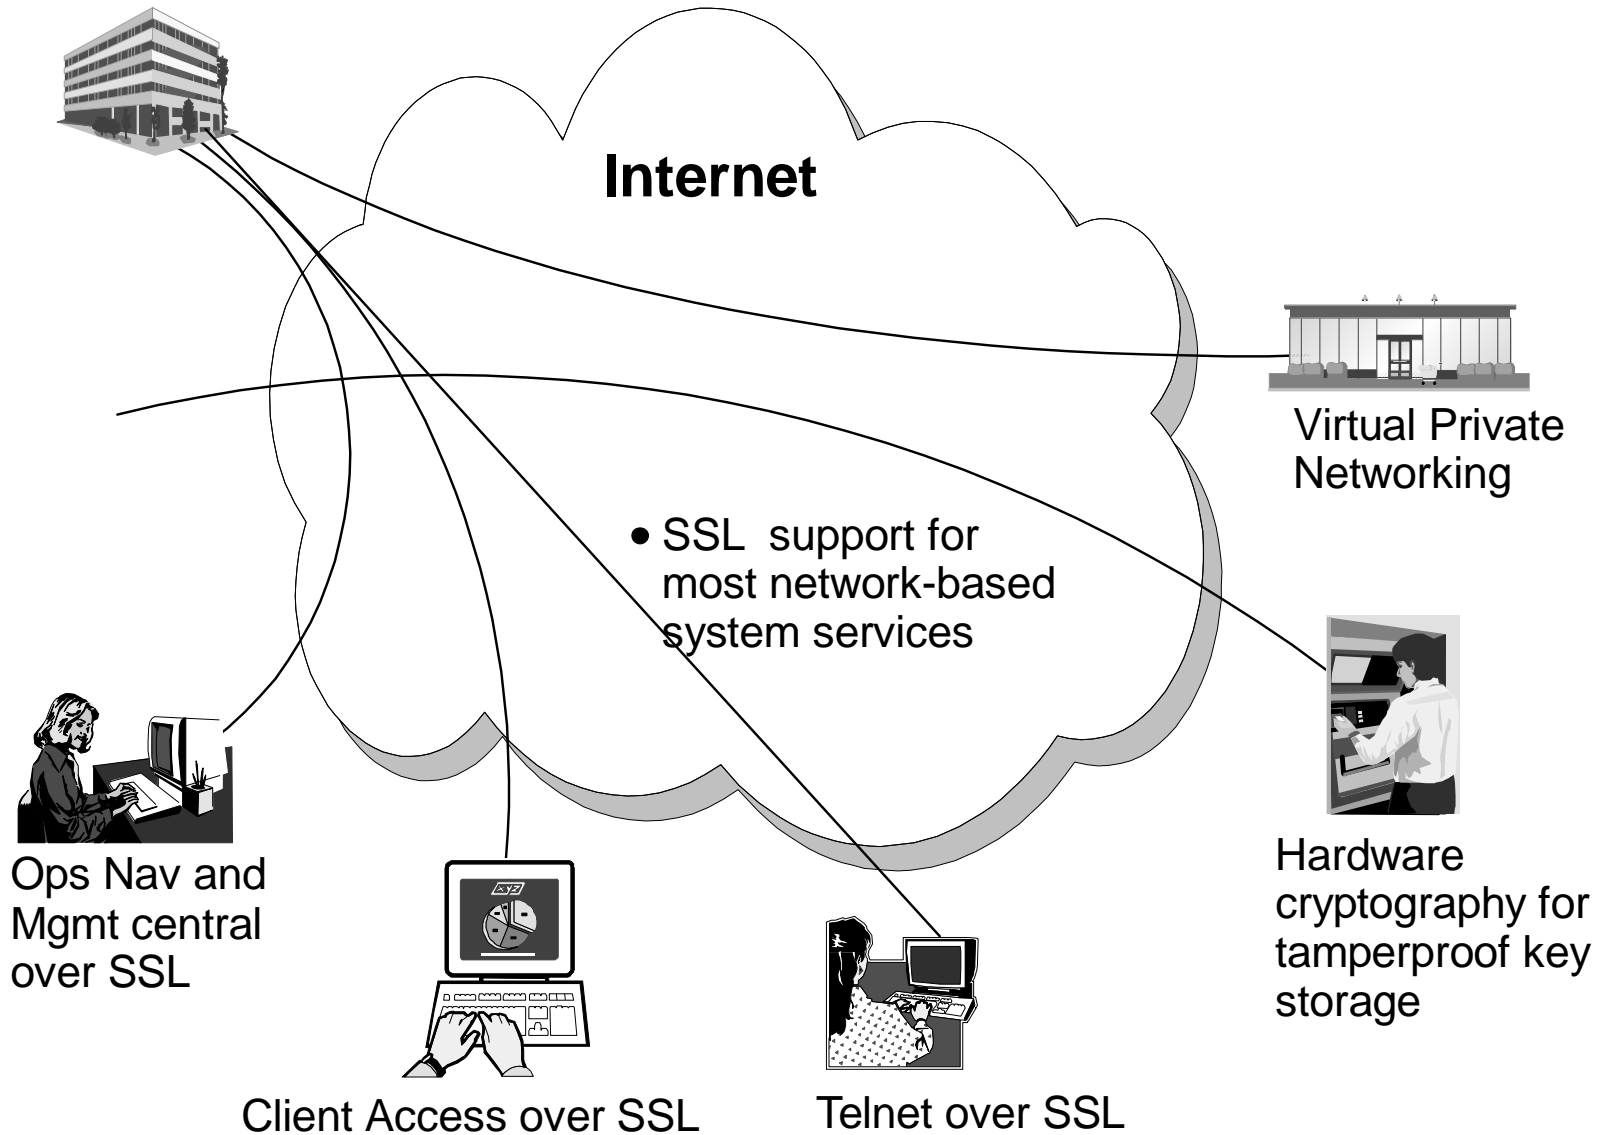 Internet
Virtual Private
Networking
• SSL support for
most network-based
system services
Ops Nav and
Mgmt central
over SSL
xyz
Hardware
cryptography for
tamperproof key
storage
Client Access over SSL
Telnet over SSL